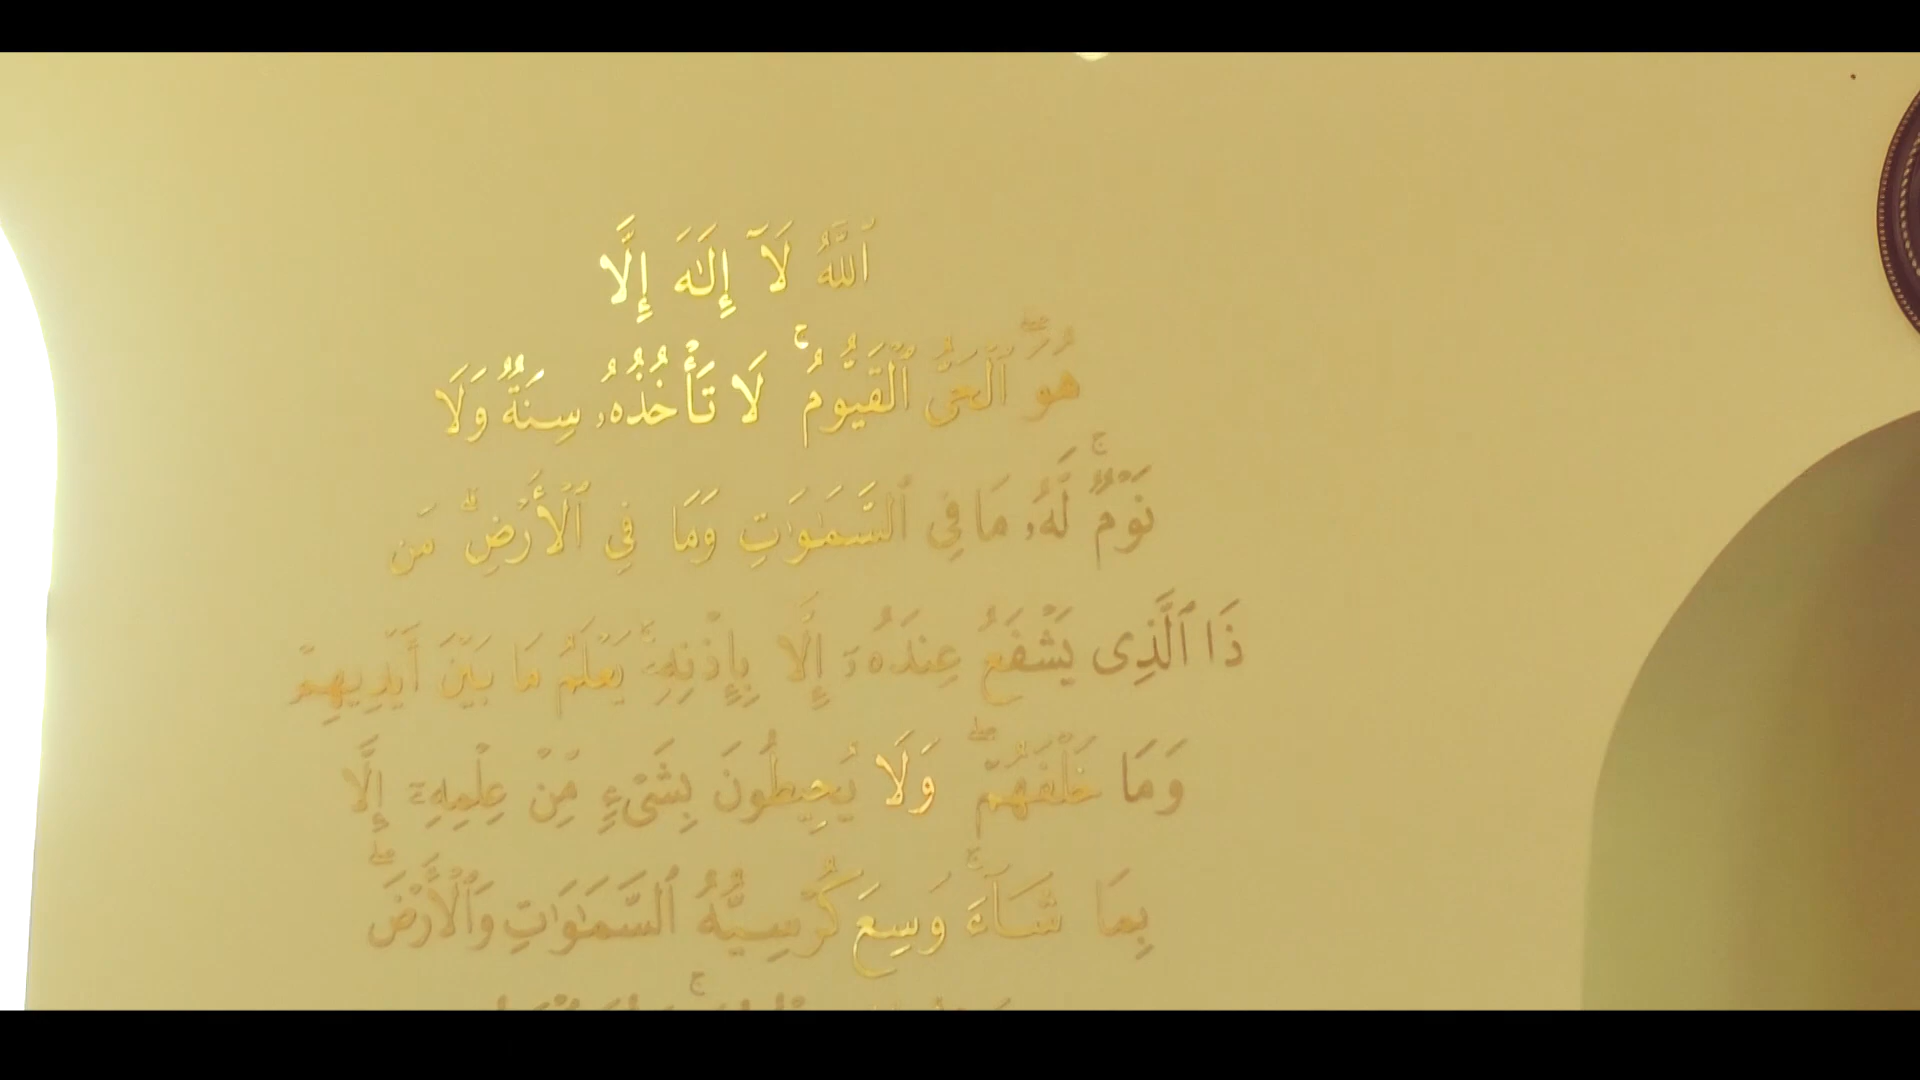 ٱللَّهُ لَآ إِلَٰهَ إِلَّا
هُوَ ٱلْحَىُّ ٱلْقَيُّومُ ۚ لَا تَأْخُذُهُۥ سِنَةٌ وَلَا
نَوْمٌ ۚ لَّهُۥ مَا فِى ٱلسَّمَٰوَٰتِ وَمَا فِى ٱلْأَرْضِ ۗ مَن
ذَا ٱلَّذِى يَشْفَعُ عِندَهُۥٓ إِلَّا بِإِذْنِهِۦ ۚ يَعْلَمُ مَا بَيْنَ أَيْدِيهِمْ
وَمَا خَلْفَهُمْ ۖ وَلَا يُحِيطُونَ بِشَىْءٍ مِّنْ عِلْمِهِۦٓ إِلَّا
بِمَا شَآءَ ۚ وَسِعَ كُرْسِيُّهُ ٱلسَّمَٰوَٰتِ وَٱلْأَرْضَ ۖ